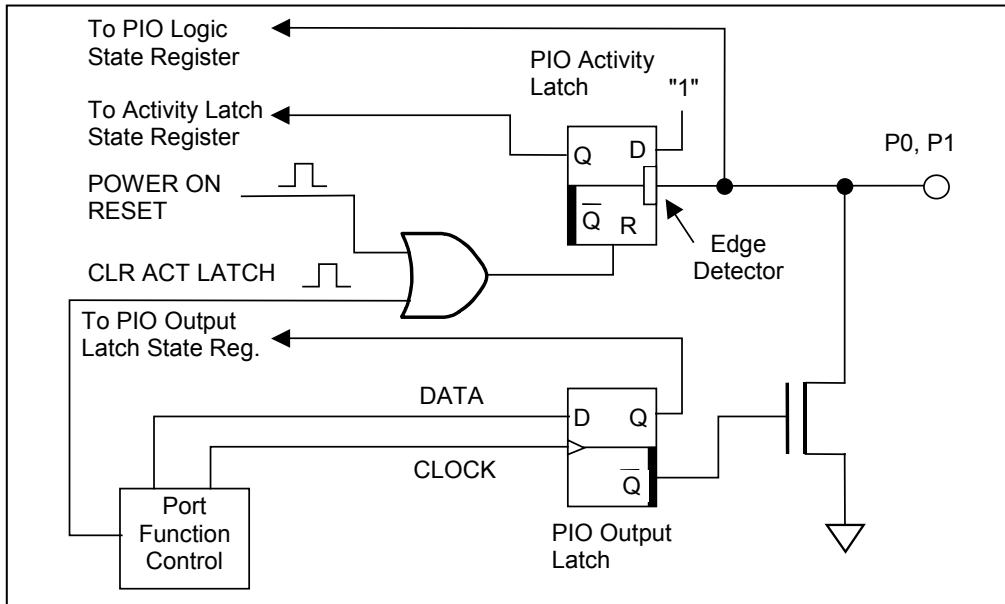 To PIO Logic
State Register
PIO Activity
Latch
"1"
To Activity Latch
State Register
P0, P1
Q
D
POWER ON
RESET
Q
R
Edge
Detector
CLR ACT LATCH
To PIO Output
Latch State Reg.
DATA
D
Q
CLOCK
Q
Port
Function
Control
PIO Output
Latch